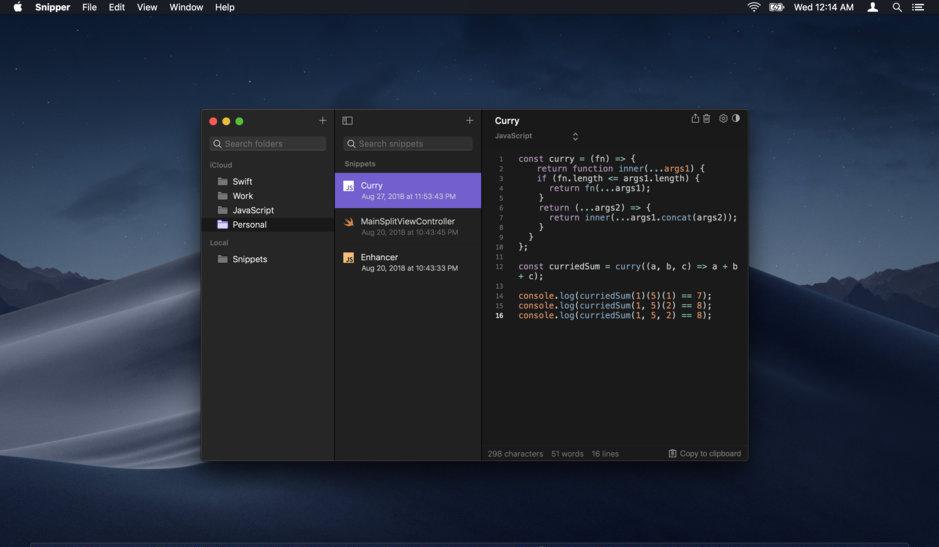 Snipper File Edit View Window Help
Wed 12:14 AM
Search folders
iCloud
Swift
Work
JavaScript
Personal
Local
Snippets
Search snippets
Snippets
JS
Curry
Aug 27, 2018 at 11:53:43 PM
MainSplitViewController
Aug 20, 2018 at 10:43:45 PM
JS
Enhancer
Aug 20, 2018 at 10:43:33 PM
Curry
JavaScript
1 const curry = (fn) => {
2 return function inner(...args1) {
3 if (fn.length <= args1.length) {
4 return fn(...args1);
5 }
6 return (...args2) => {
7 return inner(...args1.concat(args2));
8 }
9 }
10 };
11
12 const curriedSum = curry((a, b, c) => a + b
+ c);
13
14 console.log(curriedSum(1)(5)(1) == 7);
15 console.log(curriedSum(1, 5)(2) == 8);
16 console.log(curriedSum(1, 5, 2) == 8);
298 characters 51 words 16 lines
Copy to clipboard